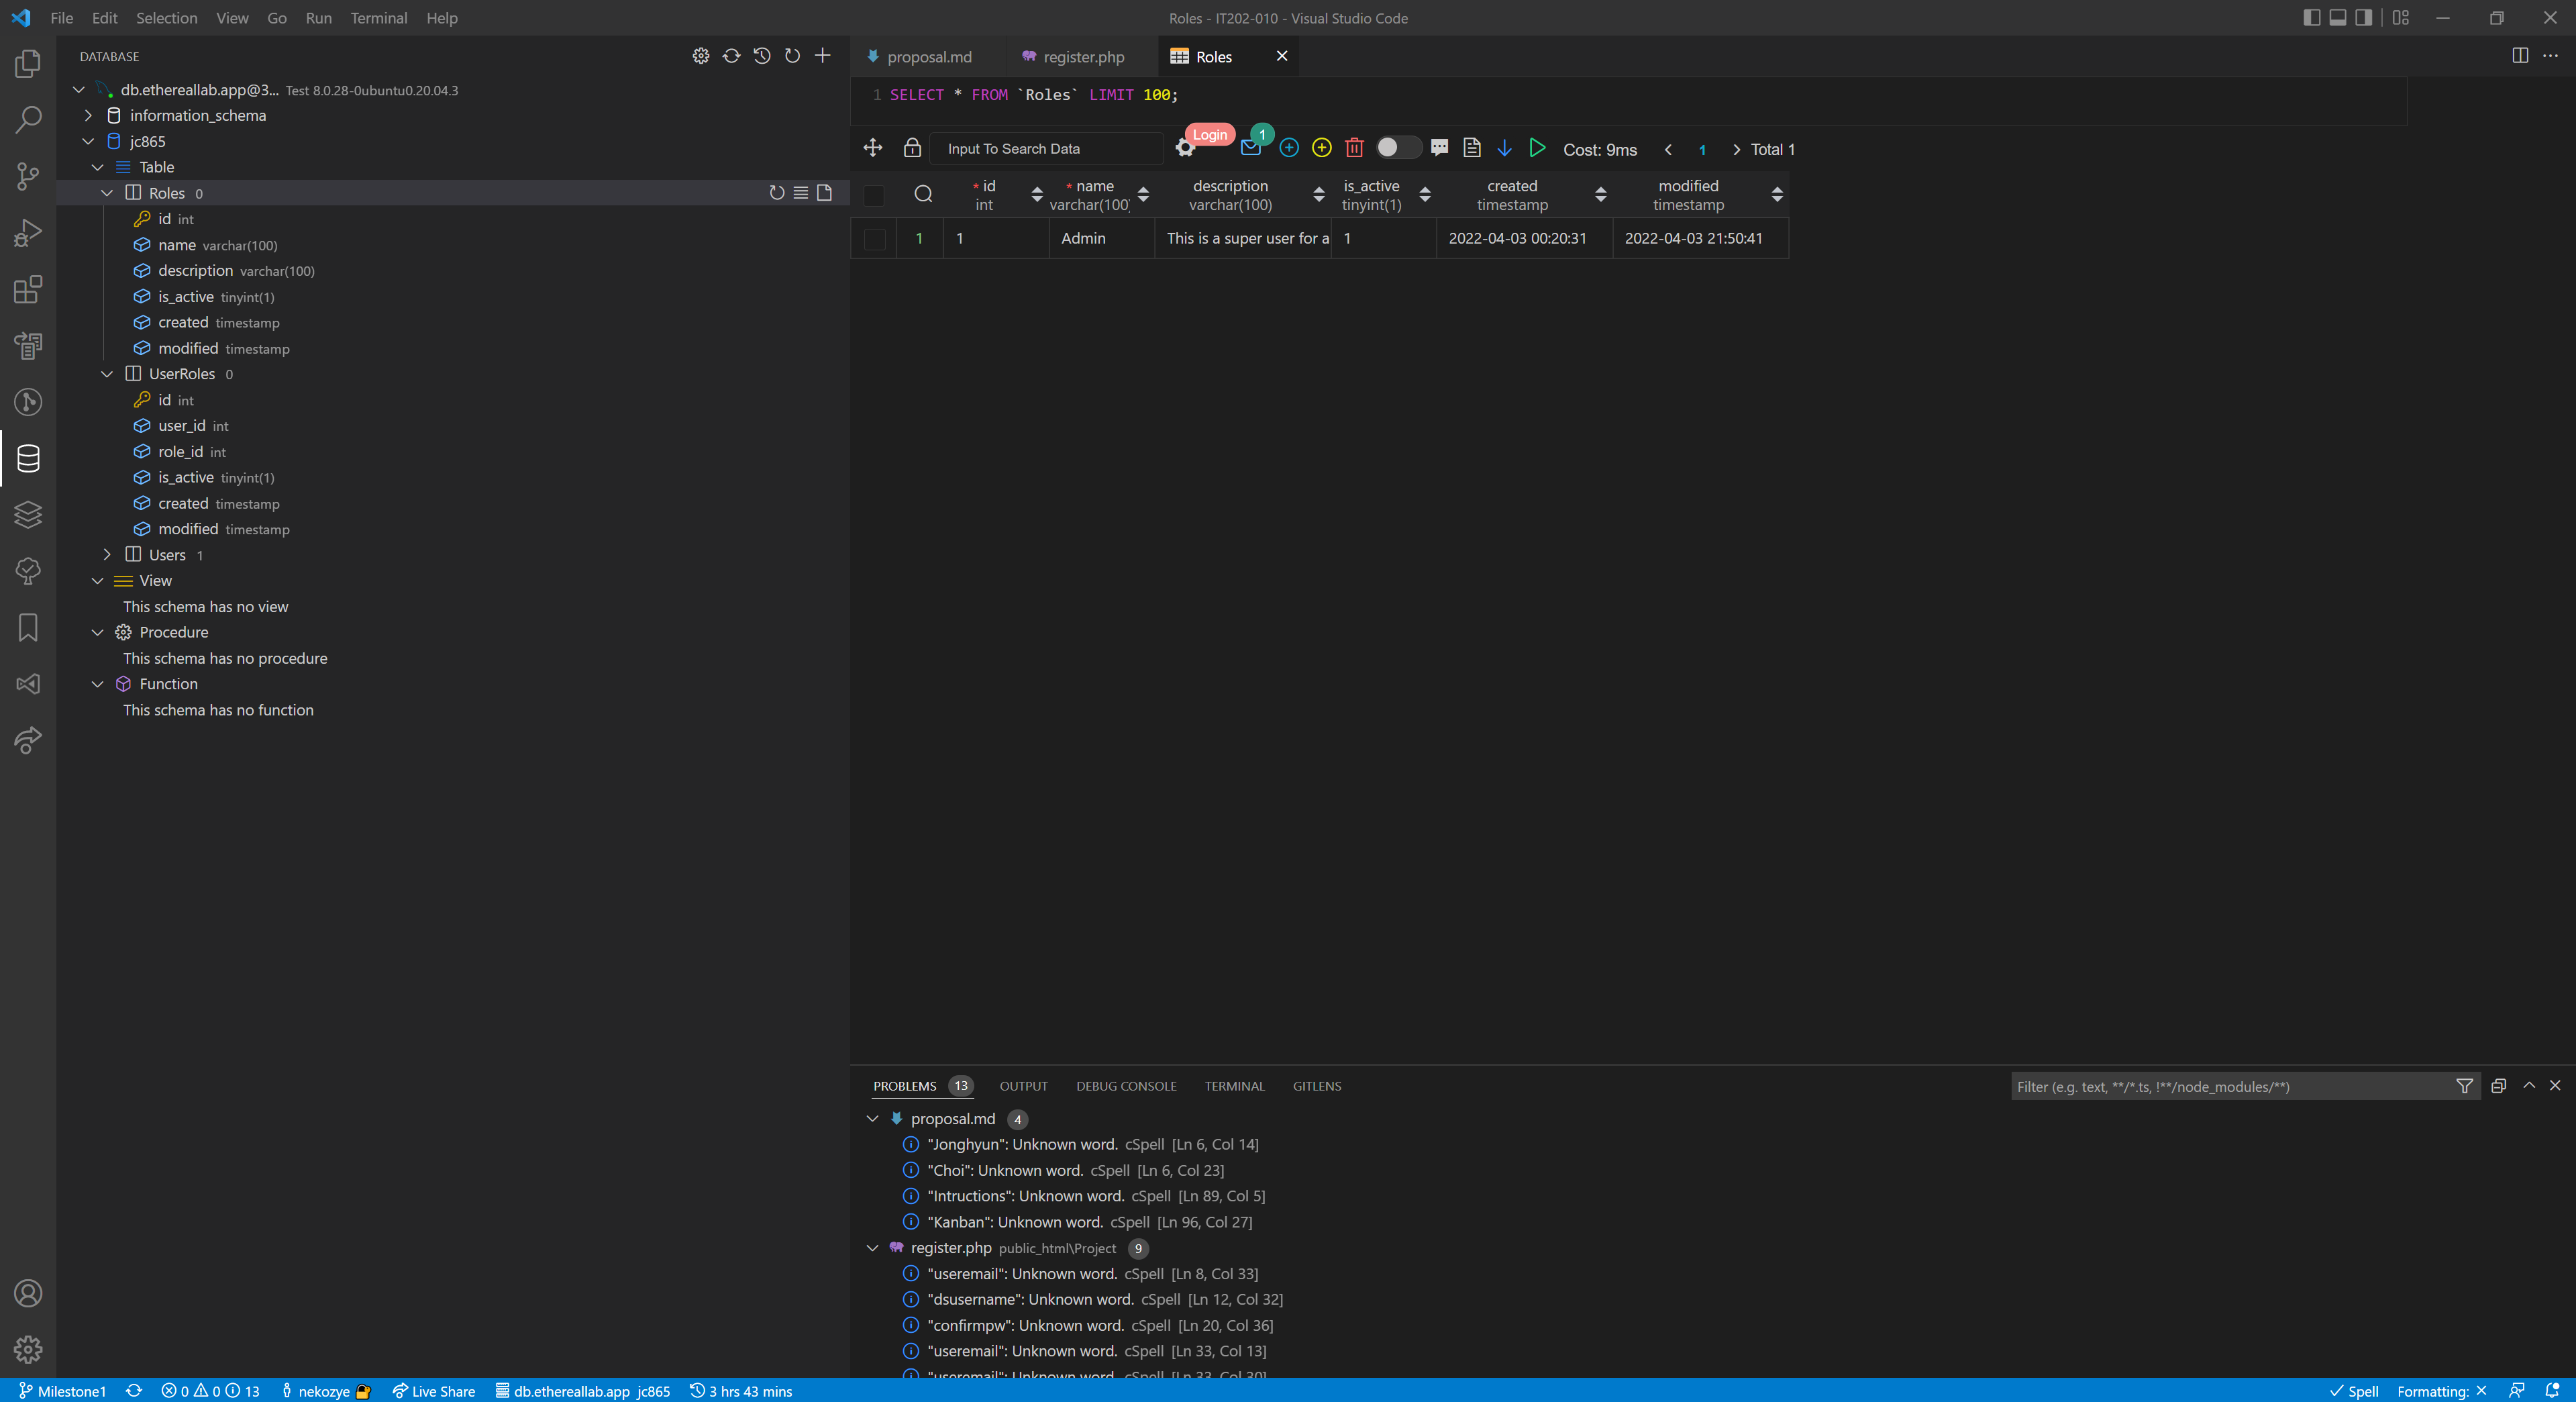 File Edit Selection View Go Run Terminal Help
Roles - IT202-010 - Visual Studio Code
DATABASE
db.ethereallab.app@3... Test 8.0.28-0ubuntu0.20.04.3
information_schema
jc865
Table
Roles 0
id int
name varchar(100)
description varchar(100)
is_active tinyint(1)
created timestamp
modified timestamp
UserRoles 0
id int
user_id int
role_id int
is_active tinyint(1)
created timestamp
modified timestamp
Users 1
View
This schema has no view
Procedure
This schema has no procedure
Function
This schema has no function
proposal.md register.php Roles
1 SELECT * FROM `Roles` LIMIT 100;
Input To Search Data Login 1 Cost: 9ms 1 Total 1
* id * name description is_active created modified
int varchar(100) varchar(100) tinyint(1) timestamp timestamp
1 1 Admin This is a super user for a 1 2022-04-03 00:20:31 2022-04-03 21:50:41
PROBLEMS 13 OUTPUT DEBUG CONSOLE TERMINAL GITLENS
Filter (e.g. text, **/*.ts, !**/node_modules/**)
proposal.md 4
"Jonghyun": Unknown word. cSpell [Ln 6, Col 14]
"Choi": Unknown word. cSpell [Ln 6, Col 23]
"Intructions": Unknown word. cSpell [Ln 89, Col 5]
"Kanban": Unknown word. cSpell [Ln 96, Col 27]
register.php public_html\Project 9
"useremail": Unknown word. cSpell [Ln 8, Col 33]
"dsusername": Unknown word. cSpell [Ln 12, Col 32]
"confirmpw": Unknown word. cSpell [Ln 20, Col 36]
"useremail": Unknown word. cSpell [Ln 33, Col 13]
"useremail": Unknown word. cSpell [Ln 33, Col 30]
Milestone1 0 0 13 nekozye Live Share db.ethereallab.app jc865 3 hrs 43 mins
Spell Formatting: